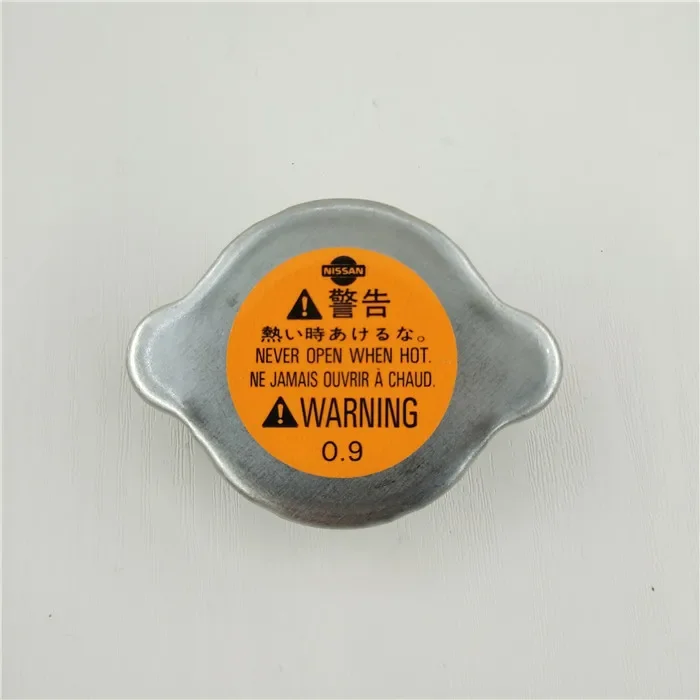 NISSAN
警告
熱い時あけるな。
NEVER OPEN WHEN HOT.
NE JAMAIS OUVRIR À CHAUD.
WARNING
0.9